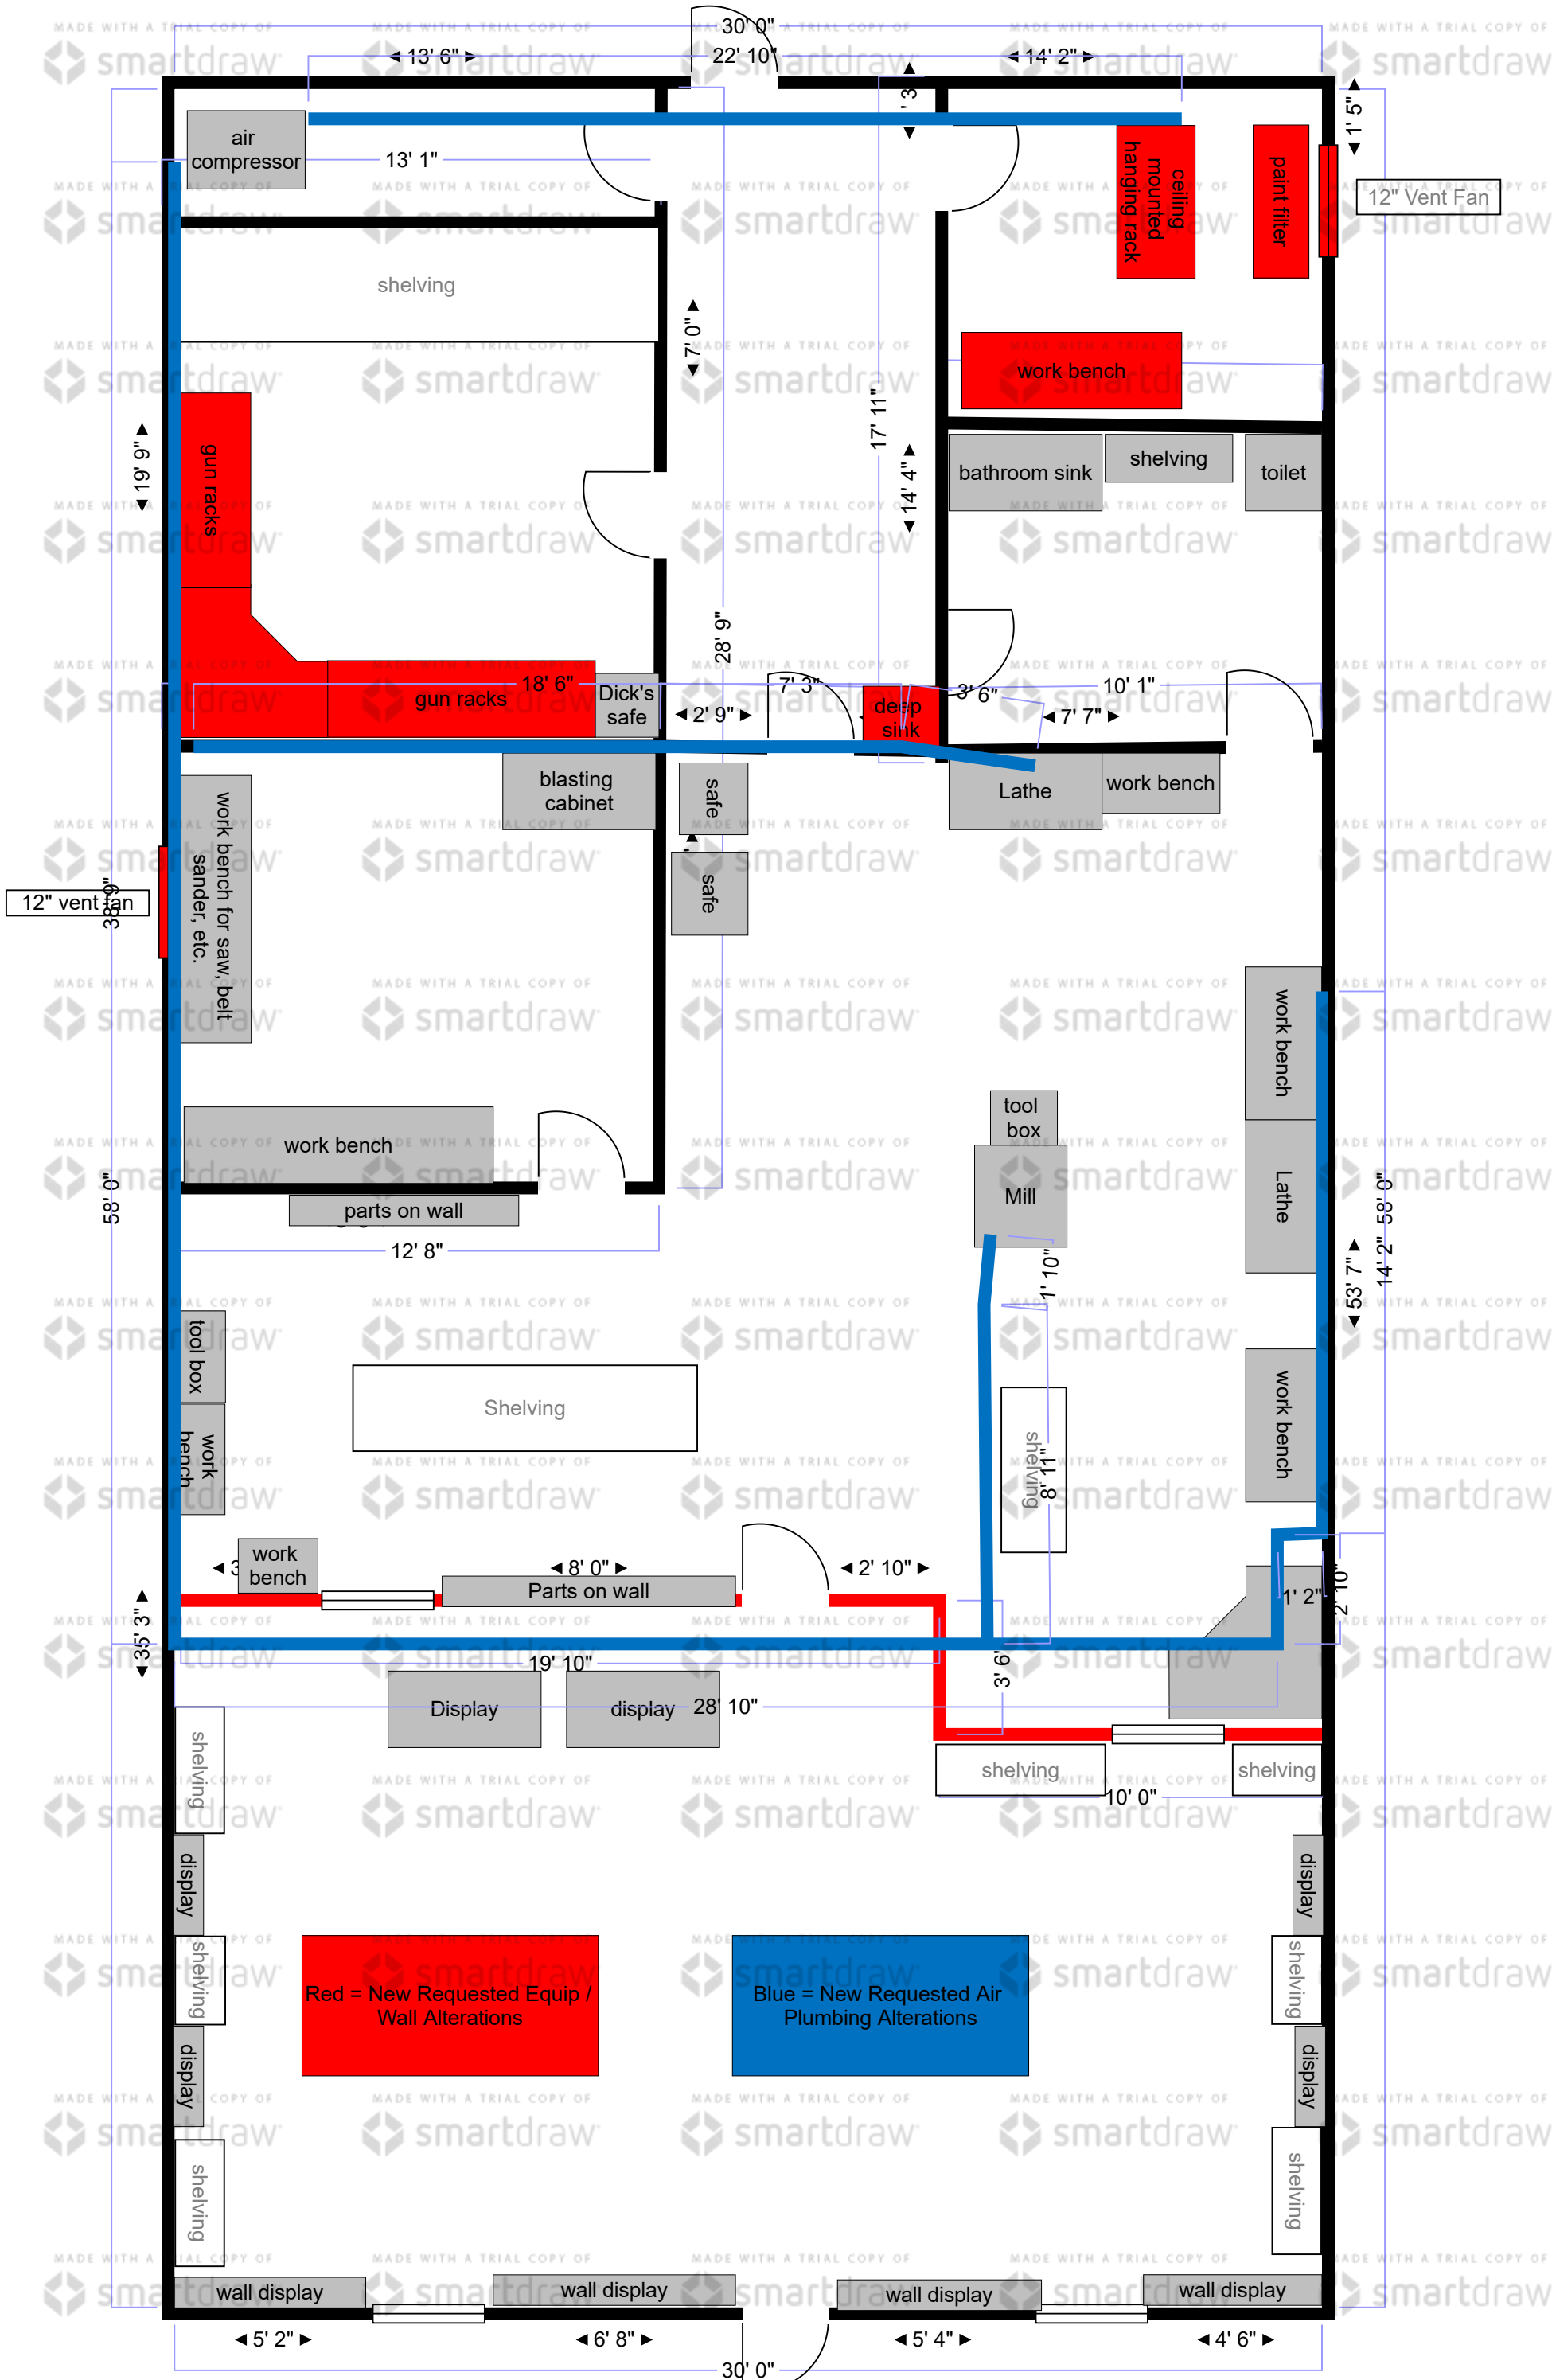 30' 0"
22' 10"
13' 6"
14' 2"
' 3
1' 5"
air
compressor
13' 1"
ceiling
mounted
hanging rack
paint filter
12" Vent Fan
shelving
7' 0"
work bench
17' 11"
19' 9"
gun racks
14' 4"
bathroom sink
shelving
toilet
28' 9"
18' 6"
gun racks
Dick's
safe
2' 9"
7' 3"
deep
sink
3' 6"
10' 1"
7' 7"
blasting
cabinet
safe
Lathe
work bench
work bench for saw, belt
sander, etc.
safe
12" vent fan
38' 9"
work bench
tool
box
work bench
Mill
Lathe
parts on wall
12' 8"
58' 0"
14' 2"
58' 0"
53' 7"
1' 10"
tool box
Shelving
work
bench
shelving
8' 11"
work bench
work
bench
8' 0"
Parts on wall
2' 10"
1' 2"
2' 10"
35' 3"
19' 10"
3' 6"
Display
display
28' 10"
shelving
shelving
shelving
10' 0"
display
display
shelving
Red = New Requested Equip /
Wall Alterations
Blue = New Requested Air
Plumbing Alterations
shelving
display
display
shelving
shelving
wall display
wall display
wall display
wall display
5' 2"
6' 8"
5' 4"
4' 6"
30' 0"
MADE WITH A TRIAL COPY OF
smartdraw